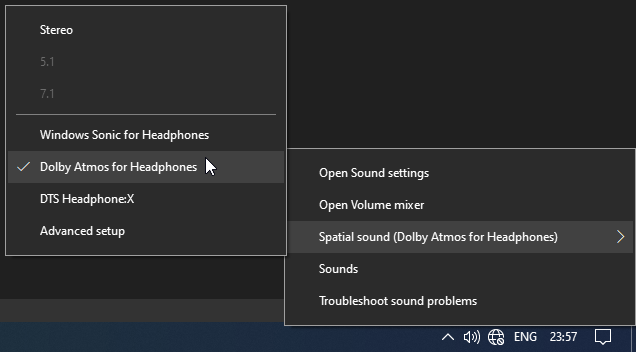 Stereo
5.1
7.1
Windows Sonic for Headphones
Dolby Atmos for Headphones
DTS Headphone:X
Advanced setup
Open Sound settings
Open Volume mixer
Spatial sound (Dolby Atmos for Headphones)
Sounds
Troubleshoot sound problems
ENG 23:57